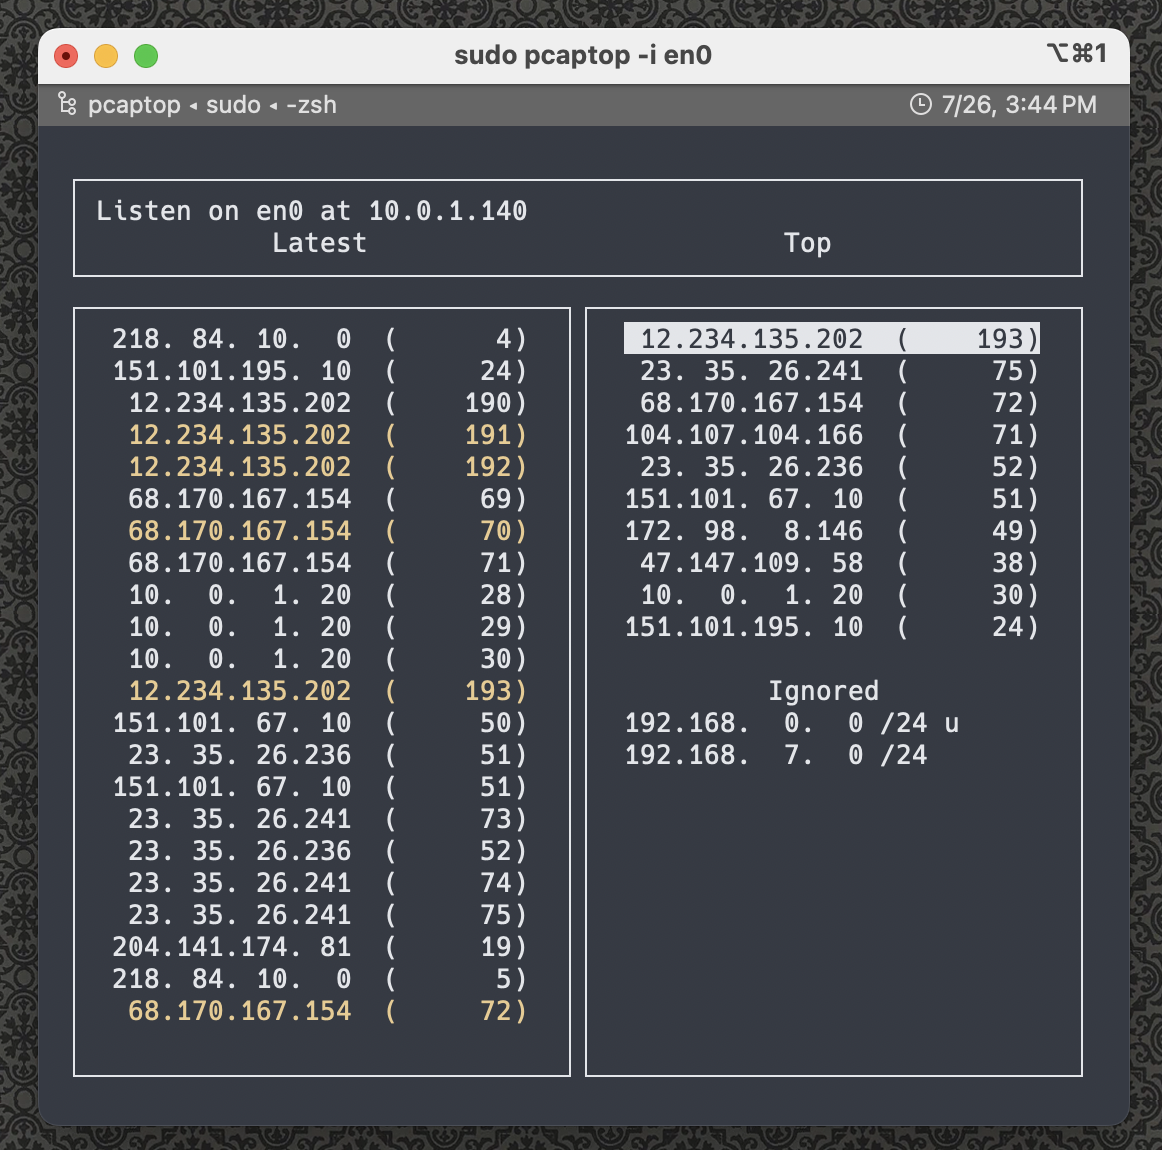 sudo pcaptop -i en0
⌥⌘1
pcaptop ◂ sudo ◂ -zsh
7/26, 3:44 PM
Listen on en0 at 10.0.1.140
Latest Top
218. 84. 10.  0  (      4)
151.101.195. 10  (     24)
12.234.135.202  (    190)
12.234.135.202  (    191)
12.234.135.202  (    192)
68.170.167.154  (     69)
68.170.167.154  (     70)
68.170.167.154  (     71)
10.  0.  1. 20  (     28)
10.  0.  1. 20  (     29)
10.  0.  1. 20  (     30)
12.234.135.202  (    193)
151.101. 67. 10  (     50)
23. 35. 26.236  (     51)
151.101. 67. 10  (     51)
23. 35. 26.241  (     73)
23. 35. 26.236  (     52)
23. 35. 26.241  (     74)
23. 35. 26.241  (     75)
204.141.174. 81  (     19)
218. 84. 10.  0  (      5)
68.170.167.154  (     72)
12.234.135.202  (    193)
23. 35. 26.241  (     75)
68.170.167.154  (     72)
104.107.104.166  (     71)
23. 35. 26.236  (     52)
151.101. 67. 10  (     51)
172. 98.  8.146  (     49)
47.147.109. 58  (     38)
10.  0.  1. 20  (     30)
151.101.195. 10  (     24)
Ignored
192.168.  0.  0 /24 u
192.168.  7.  0 /24